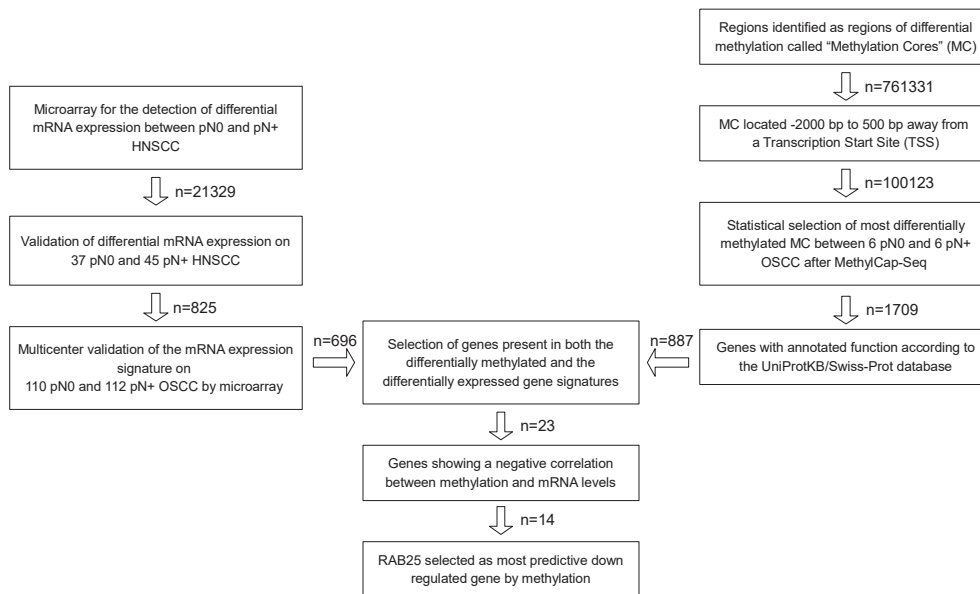 Microarray for the detection of differential
mRNA expression between pN0 and pN+
HNSCC
n=21329
Validation of differential mRNA expression on
37 pN0 and 45 pN+ HNSCC
n=825
Multicenter validation of the mRNA expression
signature on
110 pN0 and 112 pN+ OSCC by microarray
n=696
Regions identified as regions of differential
methylation called “Methylation Cores” (MC)
n=761331
MC located -2000 bp to 500 bp away from
a Transcription Start Site (TSS)
n=100123
Statistical selection of most differentially
methylated MC between 6 pN0 and 6 pN+
OSCC after MethylCap-Seq
n=1709
Genes with annotated function according to
the UniProtKB/Swiss-Prot database
n=887
Selection of genes present in both the
differentially methylated and the
differentially expressed gene signatures
n=23
Genes showing a negative correlation
between methylation and mRNA levels
n=14
RAB25 selected as most predictive down
regulated gene by methylation